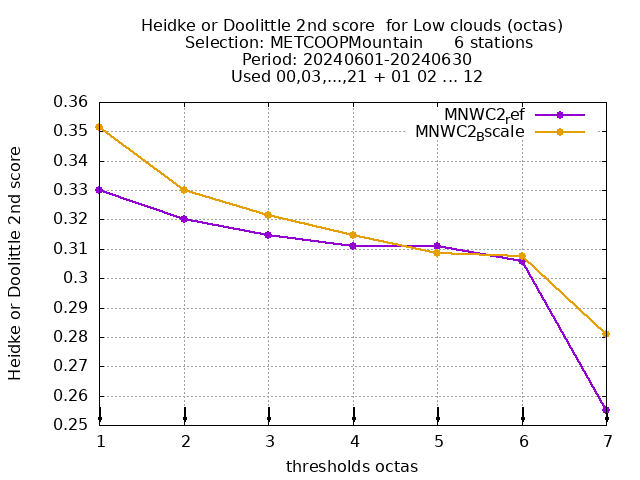 Heidke or Doolittle 2nd score  for Low clouds (octas)
Selection: METCOOPMountain      6 stations
Period: 20240601-20240630
Used 00,03,...,21 + 01 02 ... 12
MNWC2_ref
MNWC2_Bscale
Heidke or Doolittle 2nd score
0.36
0.35
0.34
0.33
0.32
0.31
0.3
0.29
0.28
0.27
0.26
0.25
1 2 3 4 5 6 7
thresholds octas